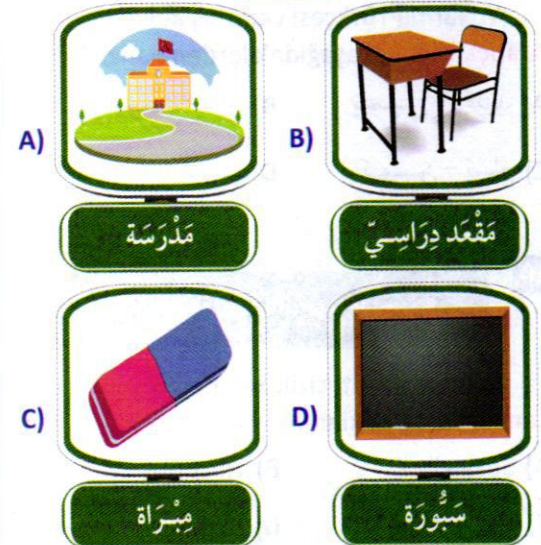 A)
مَدْرَسَة
B)
مَقْعَد دِرَاسِيّ
C)
مِبْرَاة
D)
سَبُّورَة